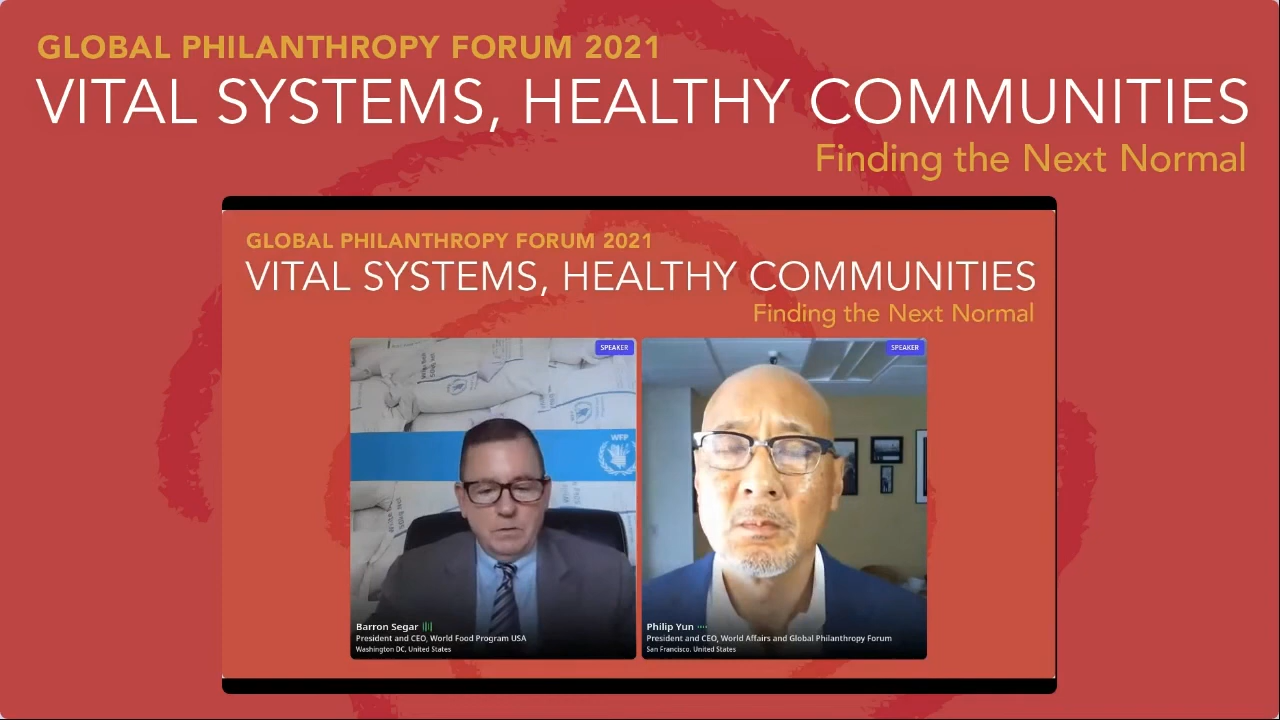 GLOBAL PHILANTHROPY FORUM 2021
VITAL SYSTEMS, HEALTHY COMMUNITIES
Finding the Next Normal
GLOBAL PHILANTHROPY FORUM 2021
VITAL SYSTEMS, HEALTHY COMMUNITIES
Finding the Next Normal
SPEAKER
SPEAKER
WFP
Barron Segar
President and CEO, World Food Program USA
Washington DC, United States
Philip Yun
President and CEO, World Affairs and Global Philanthropy Forum
San Francisco, United States